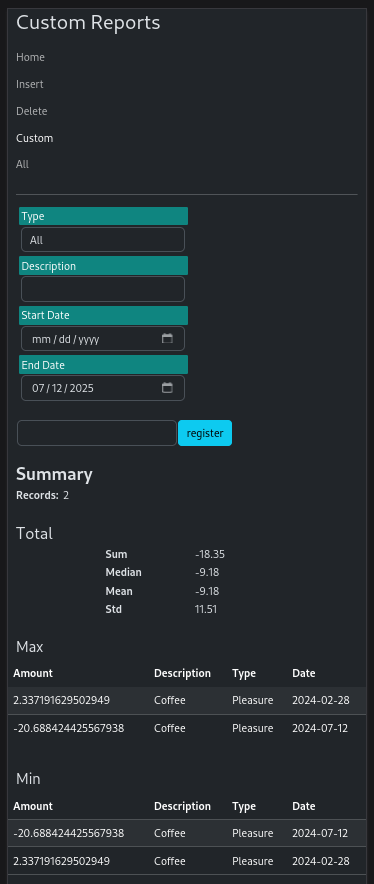 Custom Reports
Home
Insert
Delete
Custom
All
Type
All
Description
Start Date
mm/dd/yyyy
End Date
07/12/2025
register
Summary
Records: 2
Total
Sum -18.35
Median -9.18
Mean -9.18
Std 11.51
Max
Amount Description Type Date
2.337191629502949 Coffee Pleasure 2024-02-28
-20.688424425567938 Coffee Pleasure 2024-07-12
Min
Amount Description Type Date
-20.688424425567938 Coffee Pleasure 2024-07-12
2.337191629502949 Coffee Pleasure 2024-02-28